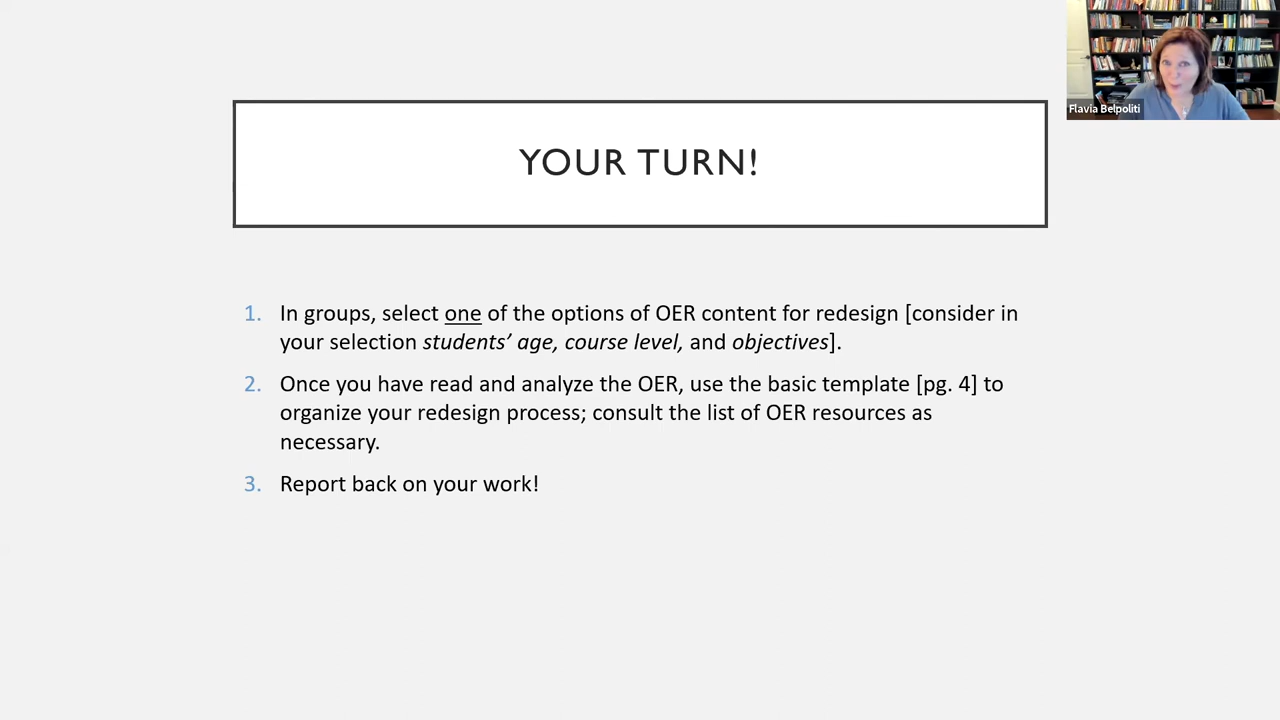 YOUR TURN!
Flavia Belpoliti
1. In groups, select one of the options of OER content for redesign [consider in
your selection students’ age, course level, and objectives].
2. Once you have read and analyze the OER, use the basic template [pg. 4] to
organize your redesign process; consult the list of OER resources as
necessary.
3. Report back on your work!